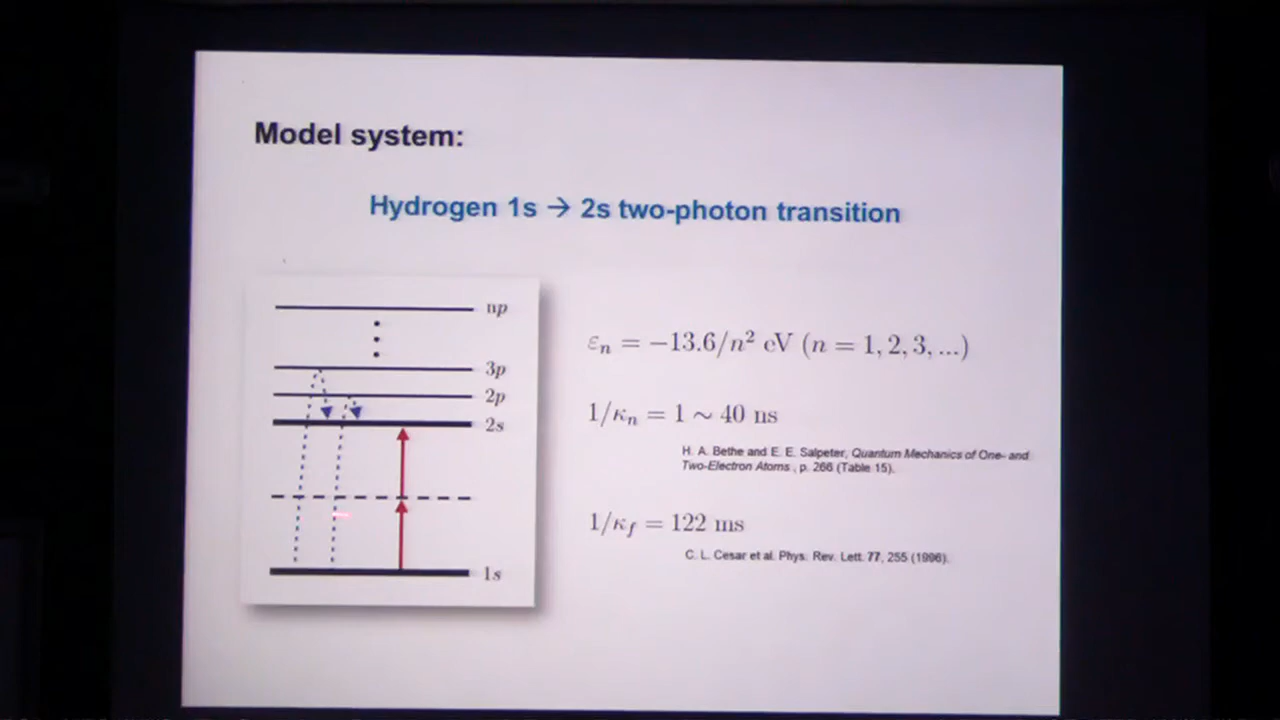 Model system:
Hydrogen 1s → 2s two-photon transition
np
3p
2p
2s
1s
εₙ = −13.6/n² eV (n = 1, 2, 3, ...)
1/κₙ = 1 ~ 40 ns
H. A. Bethe and E. E. Salpeter, Quantum Mechanics of One- and
Two-Electron Atoms , p. 266 (Table 15).
1/κ_f = 122 ms
C. L. Cesar et al. Phys. Rev. Lett. 77, 255 (1996).